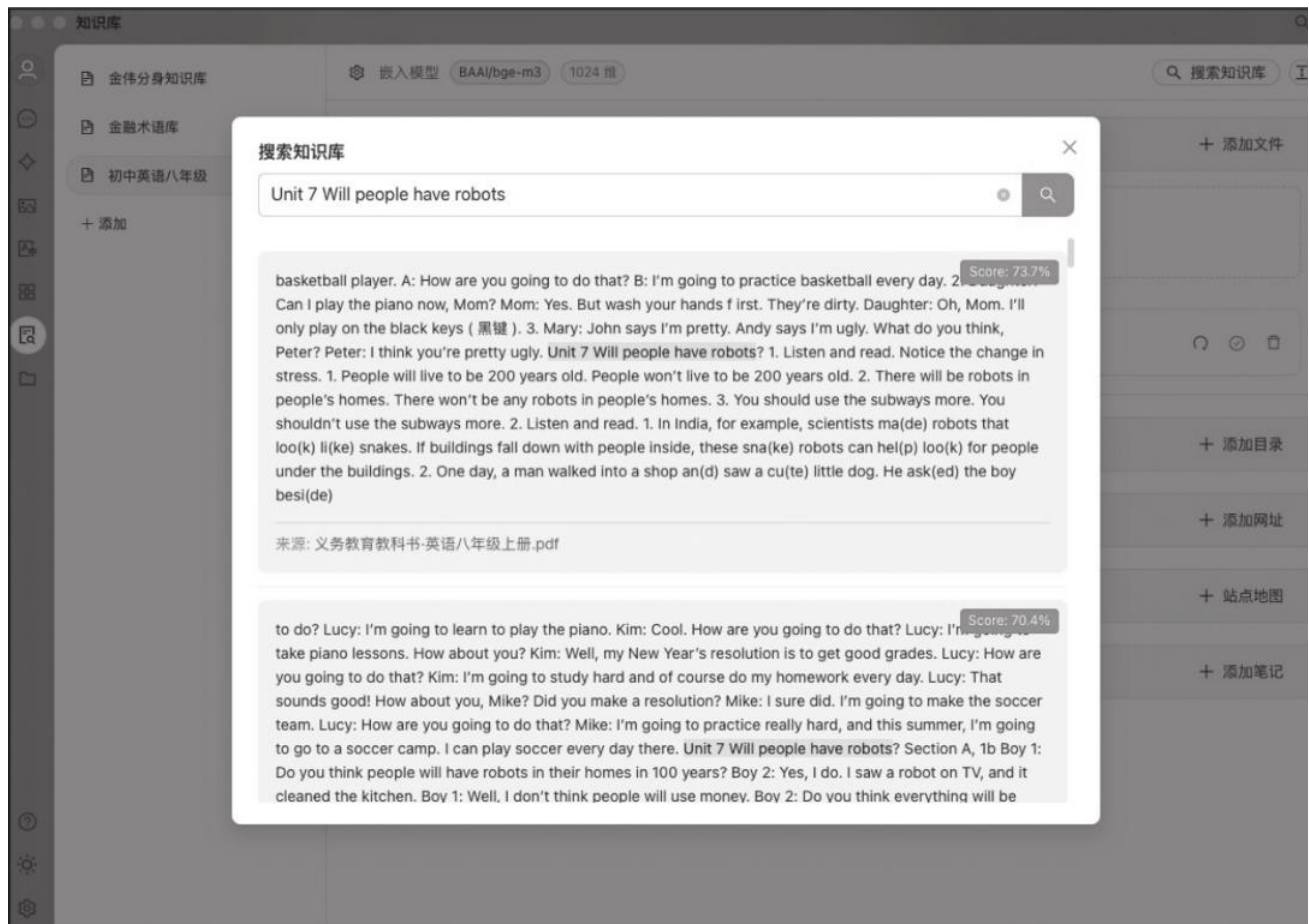 知识库
金伟分身知识库
嵌入模型 BAAI/bge-m3 1024 维
搜索知识库
金融术语库
添加文件
初中英语八年级
添加
搜索知识库
Unit 7 Will people have robots
Score: 73.7%
basketball player. A: How are you going to do that? B: I'm going to practice basketball every day. 2.
Can I play the piano now, Mom? Mom: Yes. But wash your hands f irst. They're dirty. Daughter: Oh, Mom. I'll
only play on the black keys ( 黑键 ). 3. Mary: John says I'm pretty. Andy says I'm ugly. What do you think,
Peter? Peter: I think you're pretty ugly. Unit 7 Will people have robots? 1. Listen and read. Notice the change in
stress. 1. People will live to be 200 years old. People won't live to be 200 years old. 2. There will be robots in
people's homes. There won't be any robots in people's homes. 3. You should use the subways more. You
shouldn't use the subways more. 2. Listen and read. 1. In India, for example, scientists ma(de) robots that
loo(k) li(ke) snakes. If buildings fall down with people inside, these sna(ke) robots can hel(p) loo(k) for people
under the buildings. 2. One day, a man walked into a shop an(d) saw a cu(te) little dog. He ask(ed) the boy
besi(de)
来源: 义务教育教科书·英语八年级上册.pdf
Score: 70.4%
to do? Lucy: I'm going to learn to play the piano. Kim: Cool. How are you going to do that? Lucy: I'm going to
take piano lessons. How about you? Kim: Well, my New Year's resolution is to get good grades. Lucy: How are
you going to do that? Kim: I'm going to study hard and of course do my homework every day. Lucy: That
sounds good! How about you, Mike? Did you make a resolution? Mike: I sure did. I'm going to make the soccer
team. Lucy: How are you going to do that? Mike: I'm going to practice really hard, and this summer, I'm going
to go to a soccer camp. I can play soccer every day there. Unit 7 Will people have robots? Section A, 1b Boy 1:
Do you think people will have robots in their homes in 100 years? Boy 2: Yes, I do. I saw a robot on TV, and it
cleaned the kitchen. Boy 1: Well, I don't think people will use money. Boy 2: Do you think everything will be
添加目录
添加网址
站点地图
添加笔记